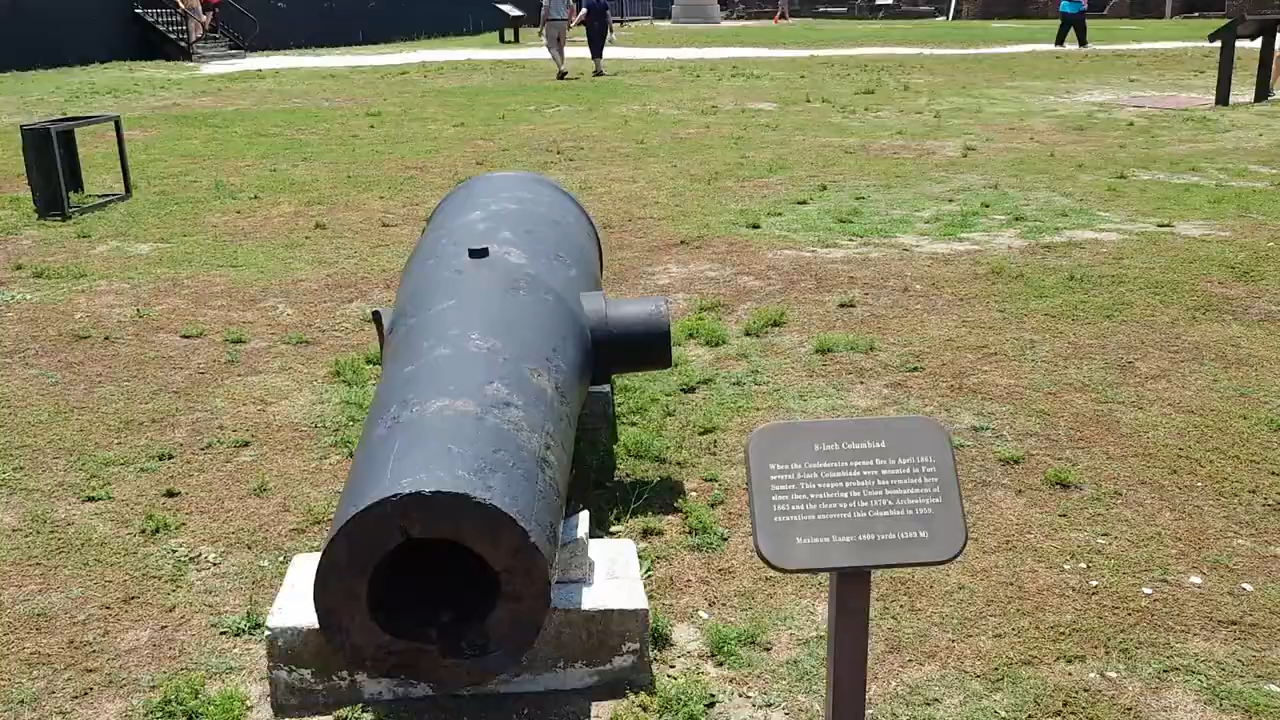 8-Inch Columbiad
When the Confederates opened fire in April 1861,
several 8-inch Columbiads were mounted in Fort
Sumter. This weapon probably has remained here
since then, weathering the Union bombardment of
1863 and the clean up of the 1870's. Archeological
excavations uncovered this Columbiad in 1959.
Maximum Range: 4800 yards (4389 M)